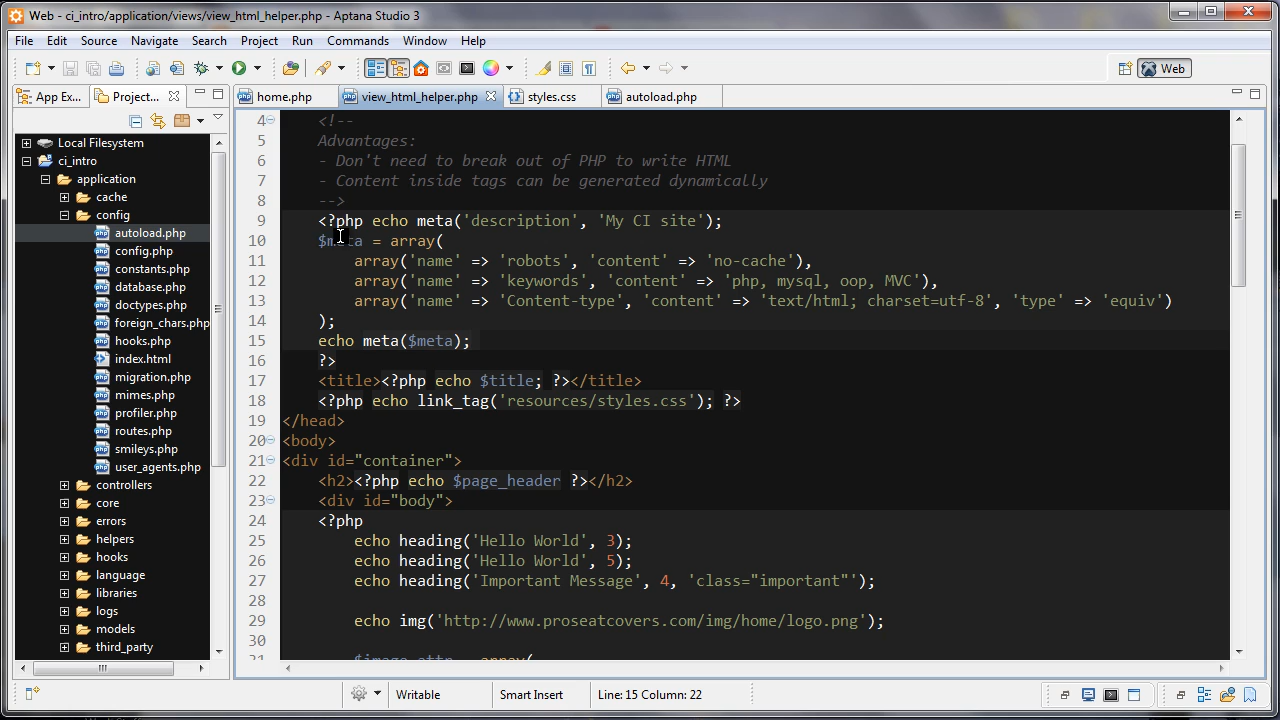 Web - ci_intro/application/views/view_html_helper.php - Aptana Studio 3
File Edit Source Navigate Search Project Run Commands Window Help
Web
App Ex... Project...
home.php view_html_helper.php styles.css autoload.php
Local Filesystem
ci_intro
application
cache
config
autoload.php
config.php
constants.php
database.php
doctypes.php
foreign_chars.php
hooks.php
index.html
migration.php
mimes.php
profiler.php
routes.php
smileys.php
user_agents.php
controllers
core
errors
helpers
hooks
language
libraries
logs
models
third_party
4 <!--
5 Advantages:
6 - Don't need to break out of PHP to write HTML
7 - Content inside tags can be generated dynamically
8 -->
9 <?php echo meta('description', 'My CI site');
10 $meta = array(
11 array('name' => 'robots', 'content' => 'no-cache'),
12 array('name' => 'keywords', 'content' => 'php, mysql, oop, MVC'),
13 array('name' => 'Content-type', 'content' => 'text/html; charset=utf-8', 'type' => 'equiv')
14 );
15 echo meta($meta);
16 ?>
17 <title><?php echo $title; ?></title>
18 <?php echo link_tag('resources/styles.css'); ?>
19 </head>
20 <body>
21 <div id="container">
22 <h2><?php echo $page_header ?></h2>
23 <div id="body">
24 <?php
25 echo heading('Hello World', 3);
26 echo heading('Hello World', 5);
27 echo heading('Important Message', 4, 'class="important"');
28
29 echo img('http://www.proseatcovers.com/img/home/logo.png');
30
31 $image_attr = array(
Writable Smart Insert Line: 15 Column: 22